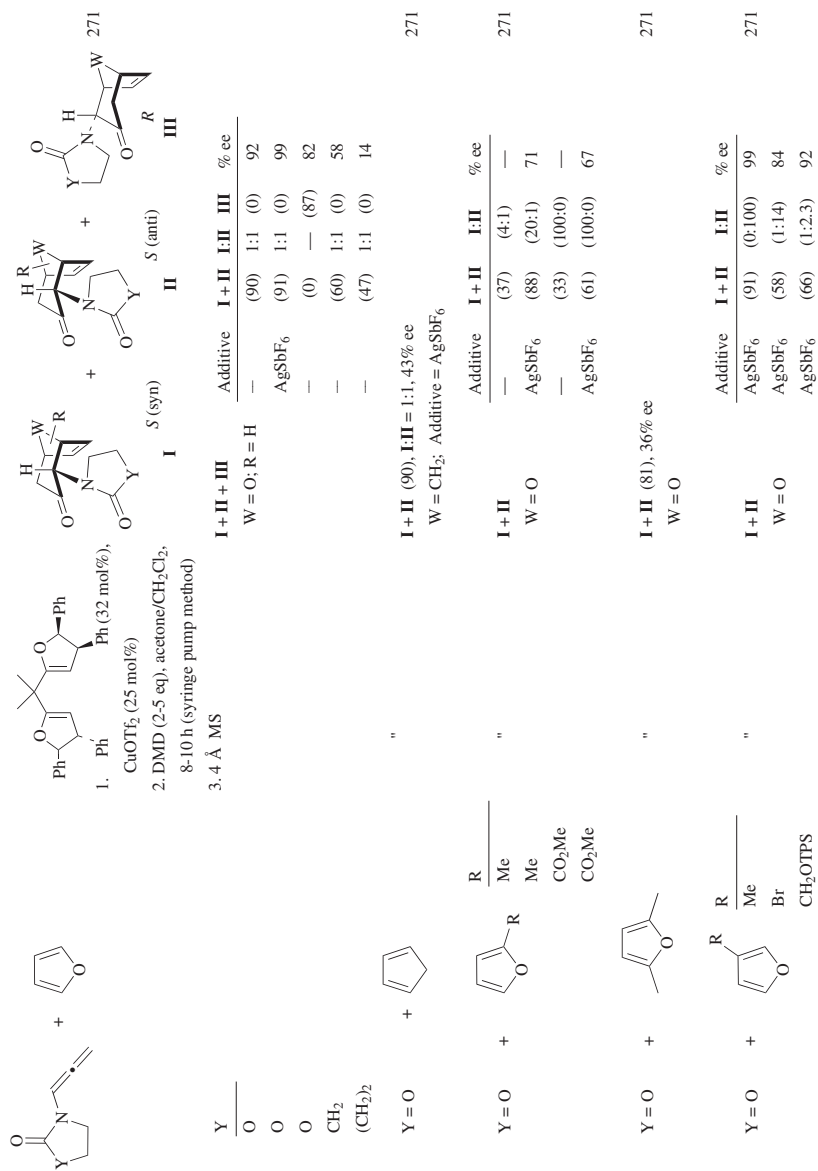 O
Y
N
+
O
1.
O
O
Ph
Ph
Ph
Ph (32 mol%),
CuOTf₂ (25 mol%)
2. DMD (2-5 eq), acetone/CH₂Cl₂,
8-10 h (syringe pump method)
3. 4 Å MS
H
W
R
O
N
O
Y
S (syn)
I
+
H
R
W
O
N
O
Y
S (anti)
II
+
O
Y
N
H
W
O
R
III
271
Y
I + II + III
Additive I + II I:II III % ee
O
W = O; R = H
— (90) 1:1 (0) 92
O
AgSbF₆ (91) 1:1 (0) 99
O
— (0) — (87) 82
CH₂
— (60) 1:1 (0) 58
(CH₂)₂
— (47) 1:1 (0) 14
Y = O +
"
I + II (90), I:II = 1:1, 43% ee
271
W = CH₂; Additive = AgSbF₆
Y = O +
O
R
R
"
I + II
Additive I + II I:II % ee
271
Me
W = O
— (37) (4:1) —
Me
AgSbF₆ (88) (20:1) 71
CO₂Me
— (33) (100:0) —
CO₂Me
AgSbF₆ (61) (100:0) 67
Y = O +
O
"
I + II (81), 36% ee
271
W = O
Y = O +
R
O
R
"
I + II
Additive I + II I:II % ee
271
Me
W = O
AgSbF₆ (91) (0:100) 99
Br
AgSbF₆ (58) (1:14) 84
CH₂OTPS
AgSbF₆ (66) (1:2.3) 92